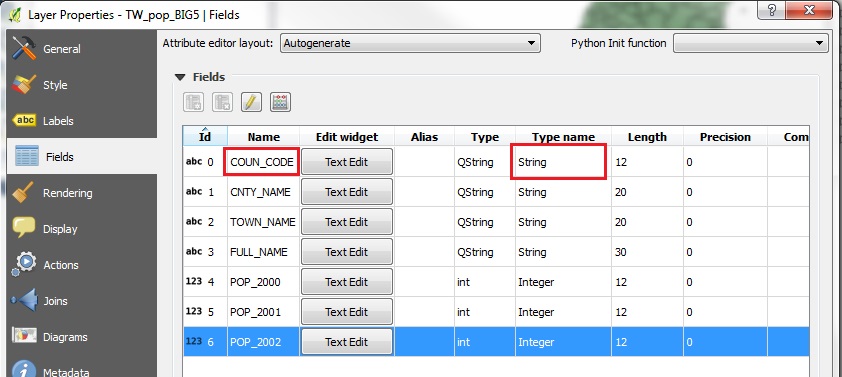 Layer Properties - TW_pop_BIG5 | Fields
? X
General
Style
abc Labels
Fields
Rendering
Display
Actions
Joins
Diagrams
Metadata
Attribute editor layout: Autogenerate Python Init function
Fields
Id Name Edit widget Alias Type Type name Length Precision Com
abc 0 COUN_CODE Text Edit QString String 12 0
abc 1 CNTY_NAME Text Edit QString String 20 0
abc 2 TOWN_NAME Text Edit QString String 20 0
abc 3 FULL_NAME Text Edit QString String 30 0
123 4 POP_2000 Text Edit int Integer 12 0
123 5 POP_2001 Text Edit int Integer 12 0
123 6 POP_2002 Text Edit int Integer 12 0